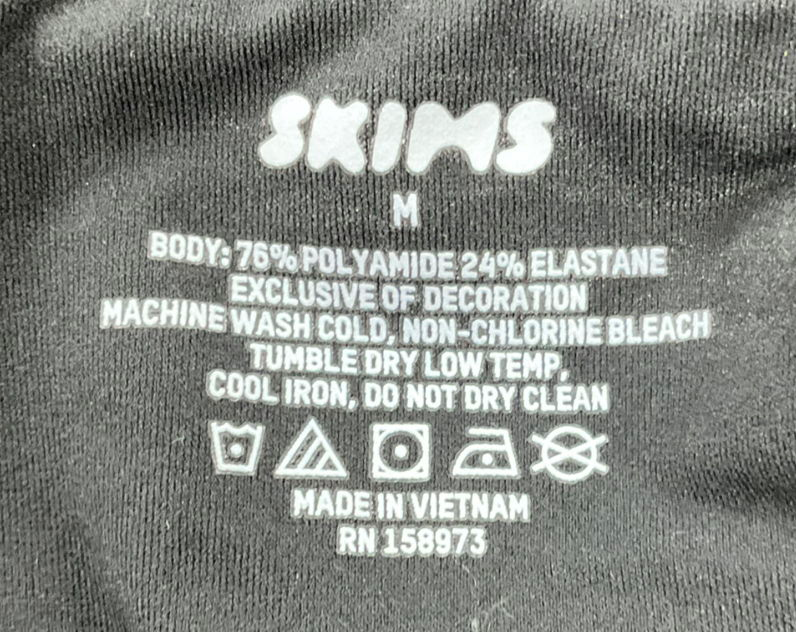 SKIMS
M
BODY: 76% POLYAMIDE 24% ELASTANE
EXCLUSIVE OF DECORATION
MACHINE WASH COLD, NON-CHLORINE BLEACH
TUMBLE DRY LOW TEMP,
COOL IRON, DO NOT DRY CLEAN
MADE IN VIETNAM
RN 158973